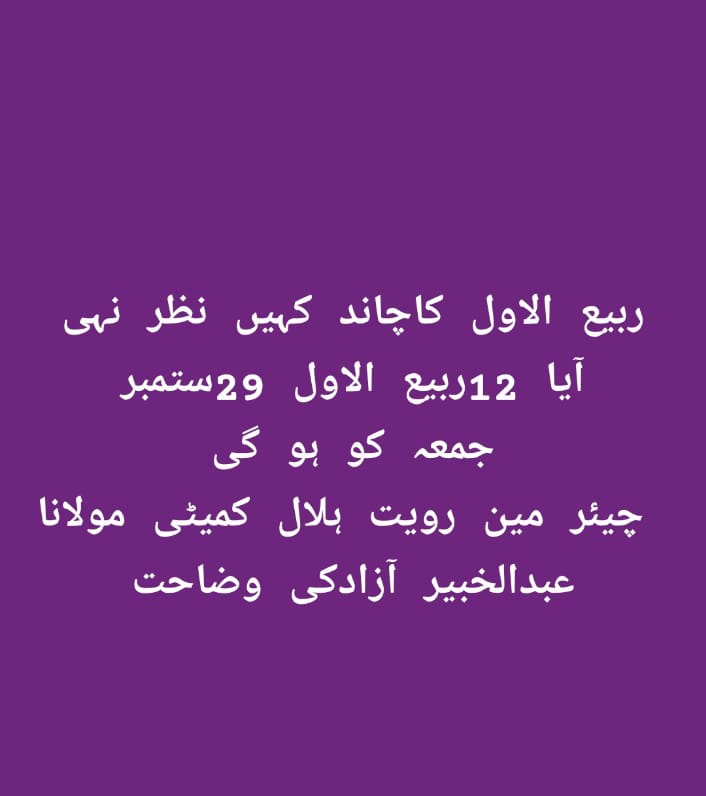 ربیع الاول کاچاند کہیں نظر نہی
آیا 12ربیع الاول 29ستمبر
جمعہ کو ہو گی
چیئر مین رویت ہلال کمیٹی مولانا
عبدالخبیر آزادکی وضاحت